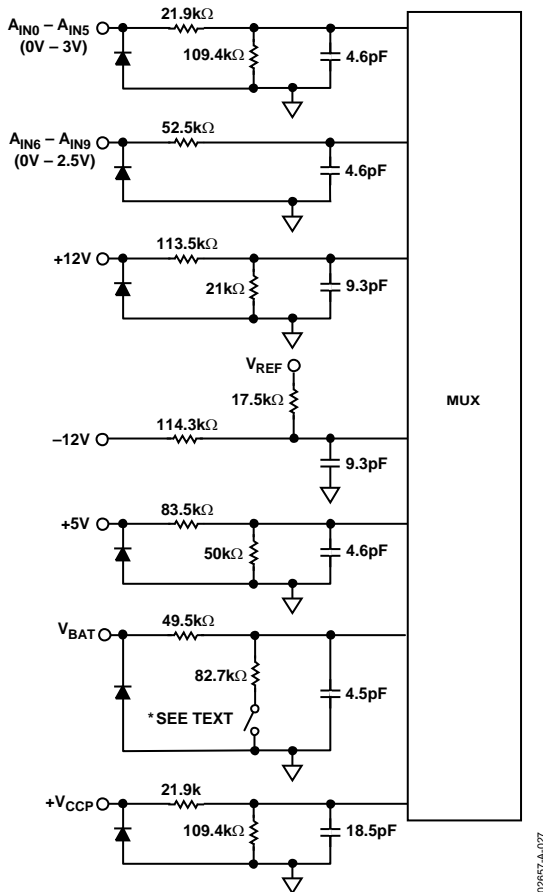 A_IN0 – A_IN5
(0V – 3V)
21.9kΩ
109.4kΩ
4.6pF
A_IN6 – A_IN9
(0V – 2.5V)
52.5kΩ
4.6pF
+12V
113.5kΩ
21kΩ
9.3pF
V_REF
17.5kΩ
MUX
–12V
114.3kΩ
9.3pF
+5V
83.5kΩ
50kΩ
4.6pF
V_BAT
49.5kΩ
82.7kΩ
4.5pF
*SEE TEXT
+V_CCP
21.9k
109.4kΩ
18.5pF
02657-A-027